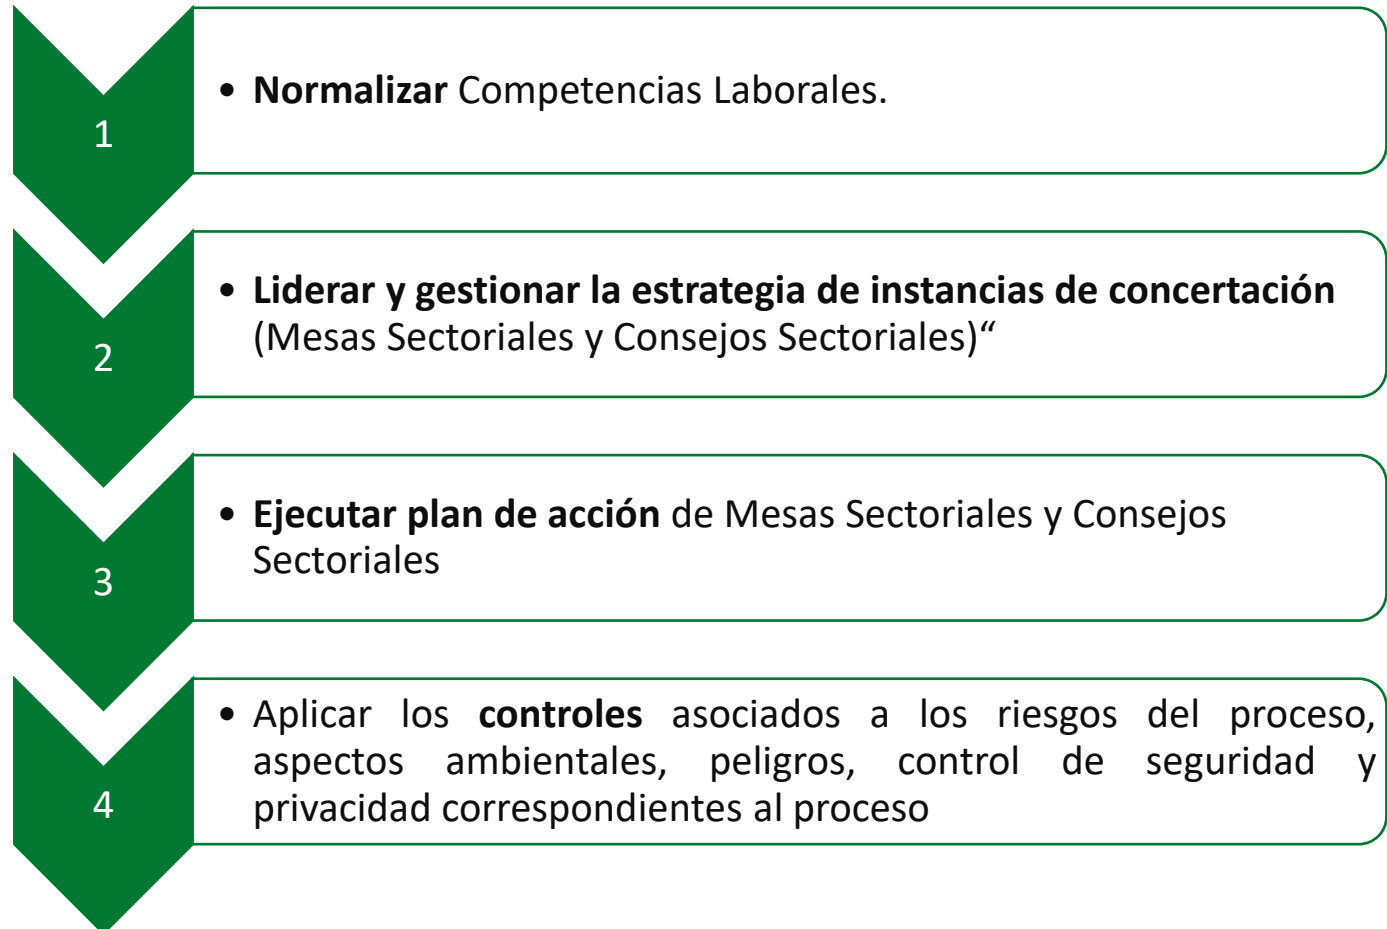 1
• Normalizar Competencias Laborales.
2
• Liderar y gestionar la estrategia de instancias de concertación
(Mesas Sectoriales y Consejos Sectoriales)“
3
• Ejecutar plan de acción de Mesas Sectoriales y Consejos
Sectoriales
4
• Aplicar los controles asociados a los riesgos del proceso,
aspectos ambientales, peligros, control de seguridad y
privacidad correspondientes al proceso